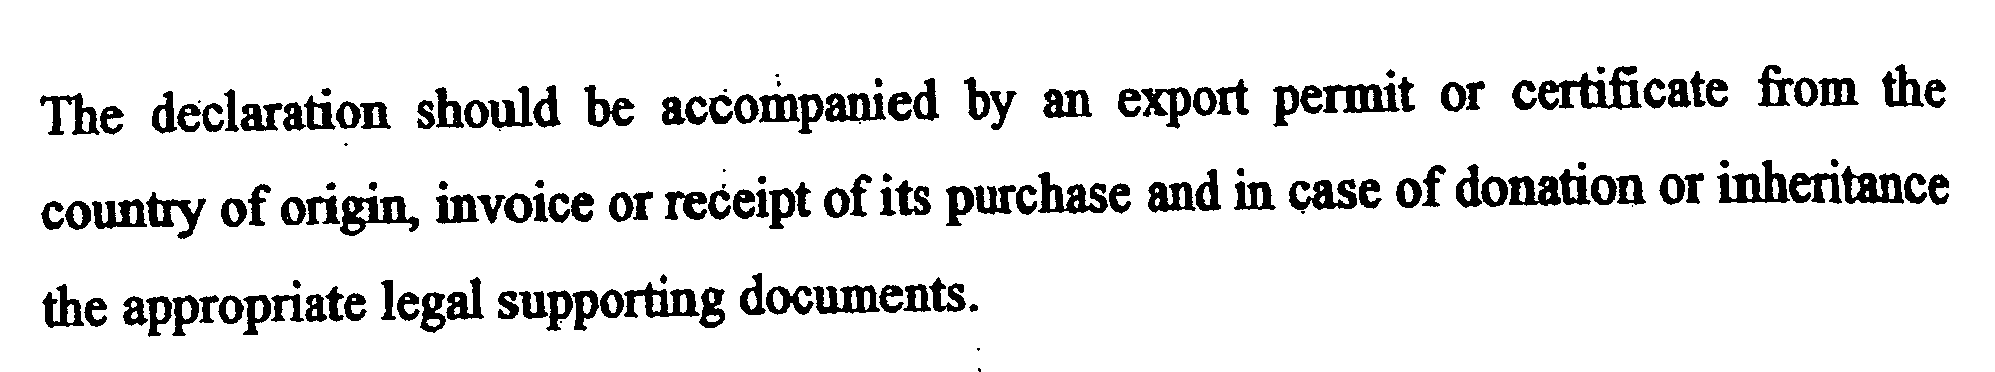 The declaration should be accompanied by an export permit or certificate from the
country of origin, invoice or receipt of its purchase and in case of donation or inheritance
the appropriate legal supporting documents.